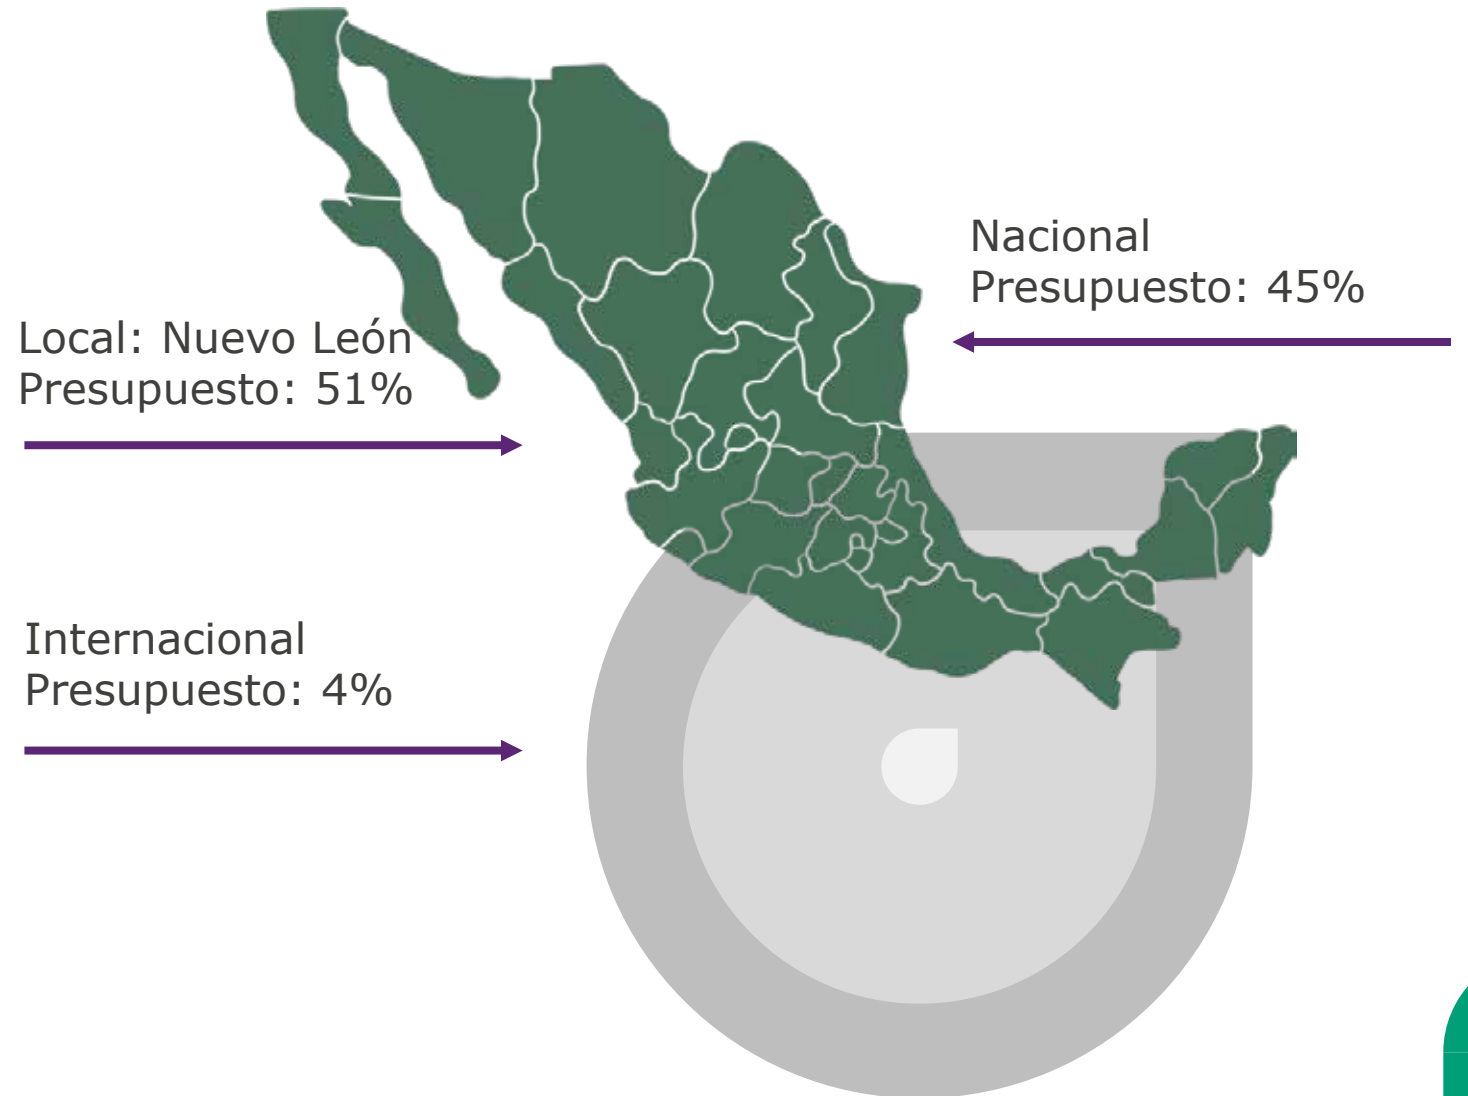 Nacional
Presupuesto: 45%
Local: Nuevo León
Presupuesto: 51%
Internacional
Presupuesto: 4%